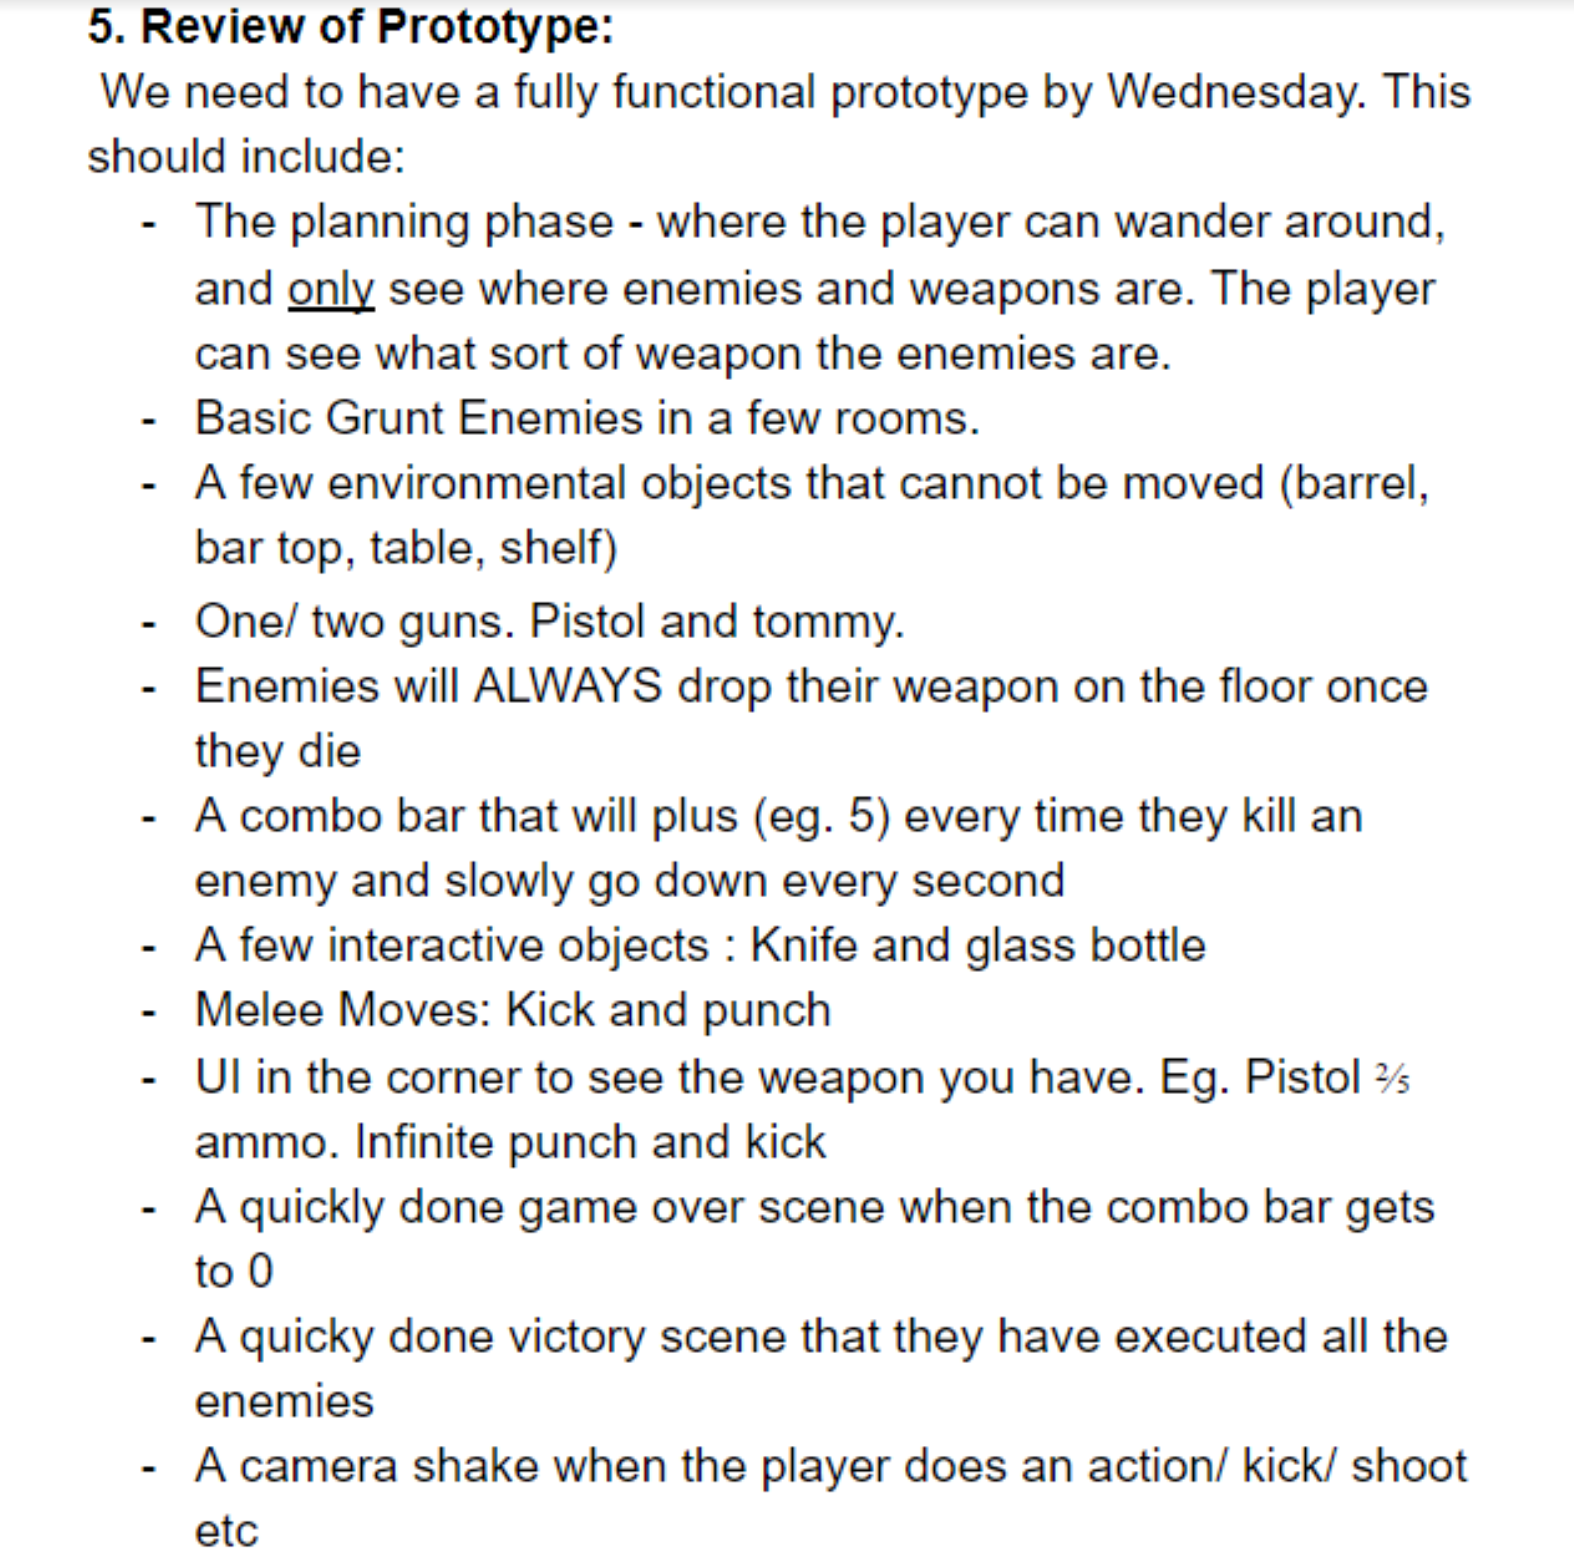 5. Review of Prototype:
We need to have a fully functional prototype by Wednesday. This
should include:
- The planning phase - where the player can wander around,
and only see where enemies and weapons are. The player
can see what sort of weapon the enemies are.
- Basic Grunt Enemies in a few rooms.
- A few environmental objects that cannot be moved (barrel,
bar top, table, shelf)
- One/ two guns. Pistol and tommy.
- Enemies will ALWAYS drop their weapon on the floor once
they die
- A combo bar that will plus (eg. 5) every time they kill an
enemy and slowly go down every second
- A few interactive objects : Knife and glass bottle
- Melee Moves: Kick and punch
- UI in the corner to see the weapon you have. Eg. Pistol ⅖
ammo. Infinite punch and kick
- A quickly done game over scene when the combo bar gets
to 0
- A quicky done victory scene that they have executed all the
enemies
- A camera shake when the player does an action/ kick/ shoot
etc